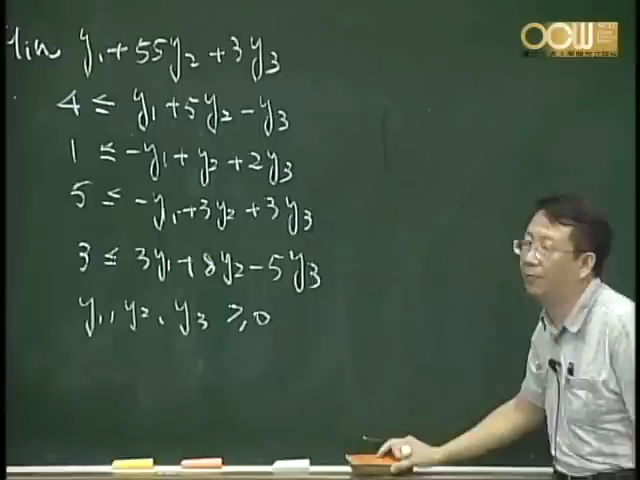 Min y₁ + 55y₂ + 3y₃
4 ≤ y₁ + 5y₂ - y₃
1 ≤ -y₁ + y₂ + 2y₃
5 ≤ -y₁ + 3y₂ + 3y₃
3 ≤ 3y₁ + 8y₂ - 5y₃
y₁, y₂, y₃ ≥ 0
OCW